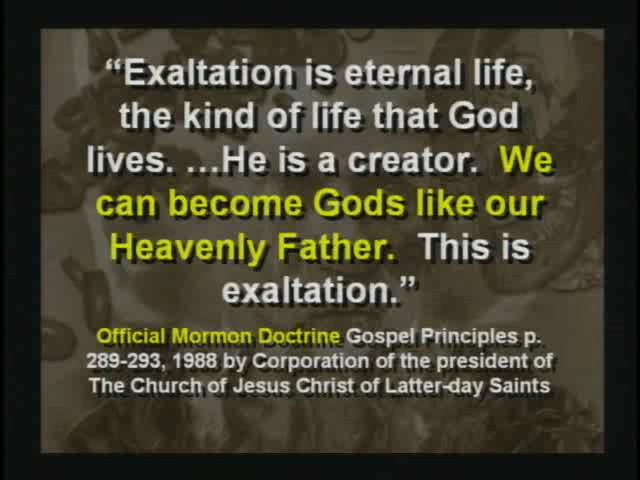 “Exaltation is eternal life,
the kind of life that God
lives. …He is a creator. We
can become Gods like our
Heavenly Father. This is
exaltation.”
Official Mormon Doctrine Gospel Principles p.
289-293, 1988 by Corporation of the president of
The Church of Jesus Christ of Latter-day Saints